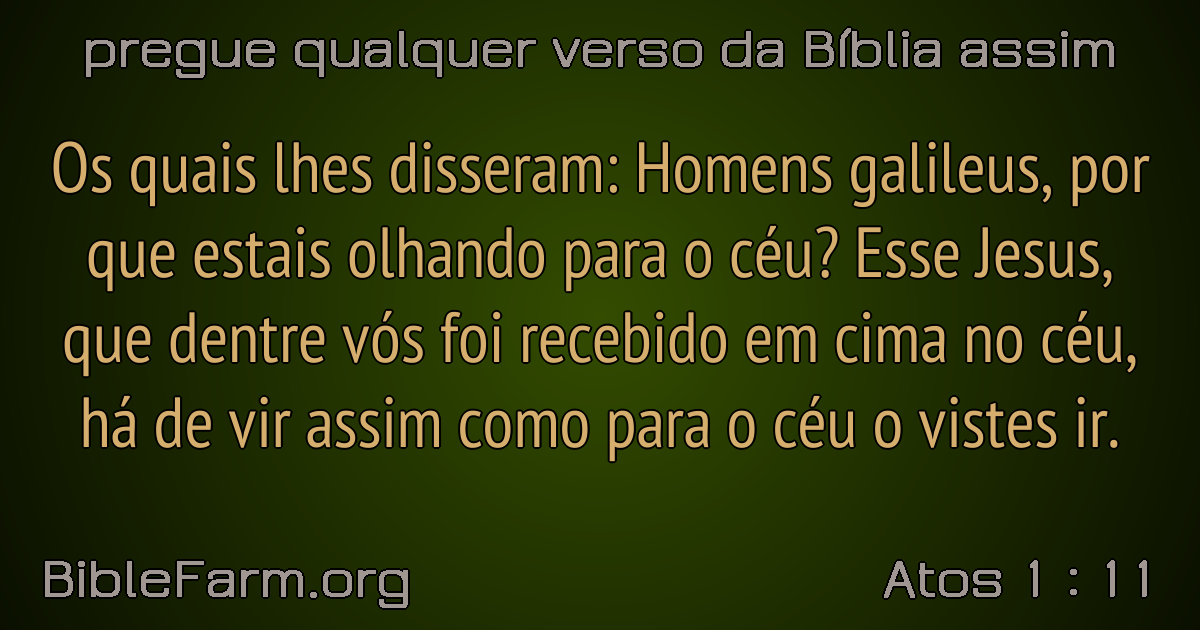 pregue qualquer verso da Bíblia assim
Os quais lhes disseram: Homens galileus, por
que estais olhando para o céu? Esse Jesus,
que dentre vós foi recebido em cima no céu,
há de vir assim como para o céu o vistes ir.
BibleFarm.org
Atos 1 : 11